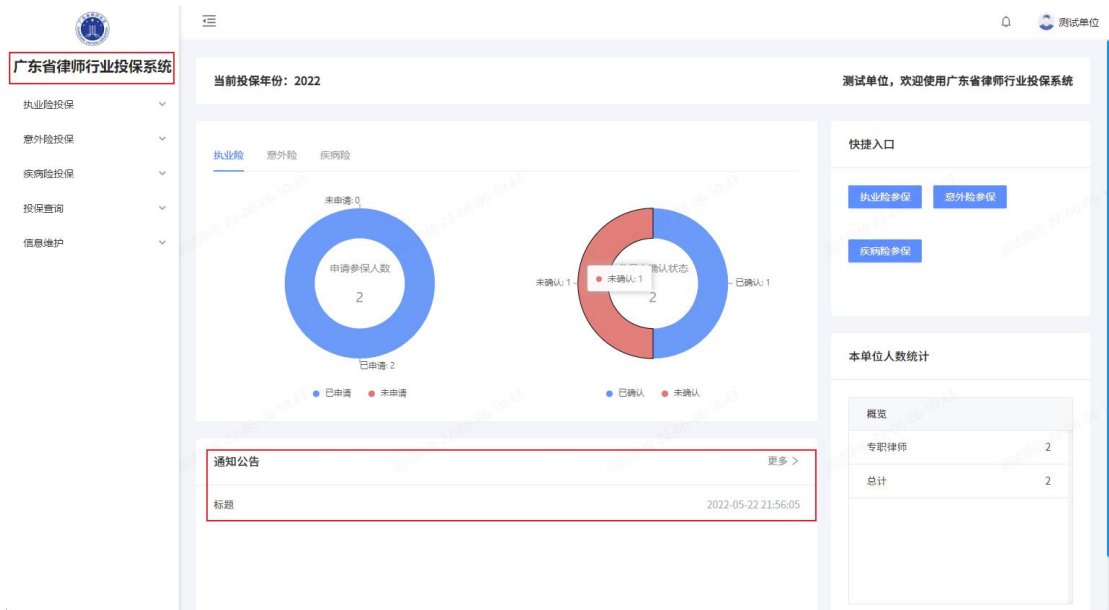 测试单位
广东省律师行业投保系统
执业险投保
意外险投保
疾病险投保
投保查询
信息维护
当前投保年份：2022
测试单位，欢迎使用广东省律师行业投保系统
执业险 意外险 疾病险
未申请: 0
申请参保人数
2
已申请: 2
已申请 未申请
未确认: 1
未确认: 1
确认状态
2
已确认: 1
已确认 未确认
快捷入口
执业险参保 意外险参保
疾病险参保
本单位人数统计
概览
专职律师 2
总计 2
通知公告 更多 >
标题 2022-05-22 21:56:05